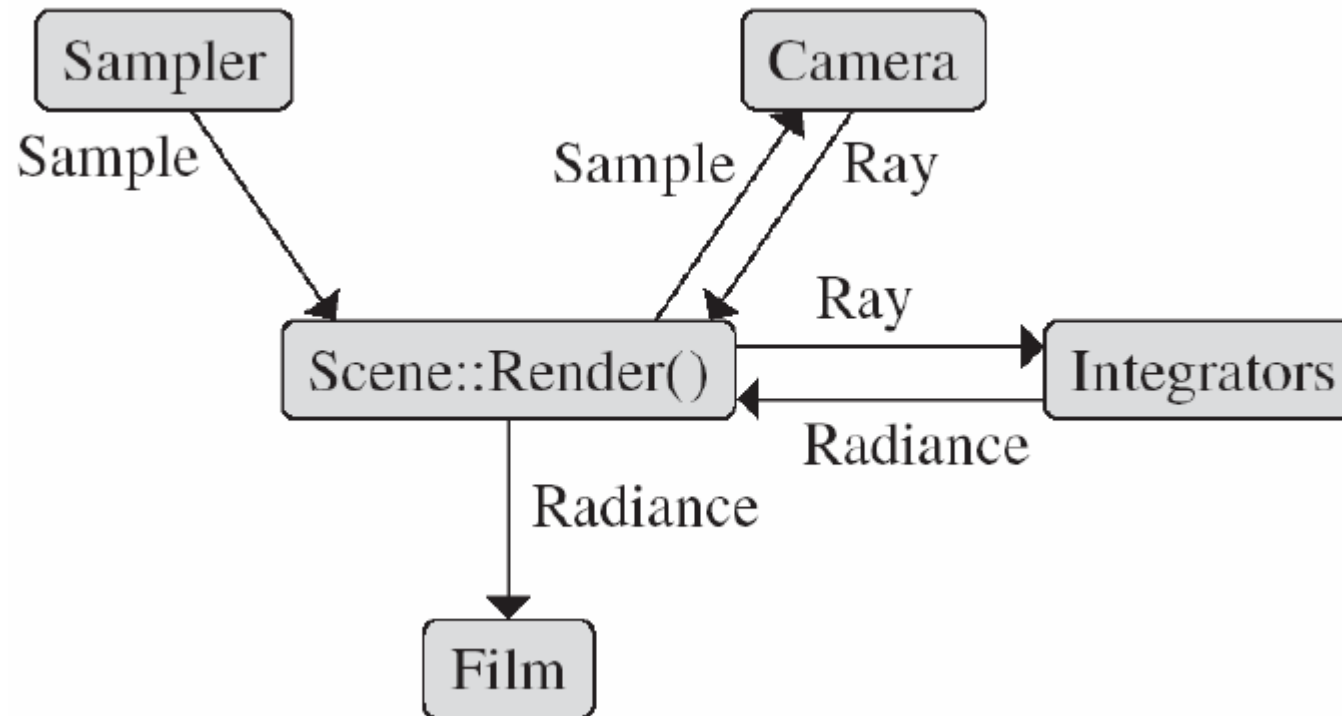 Sampler
Camera
Sample
Sample
Ray
Ray
Scene::Render()
Integrators
Radiance
Radiance
Film